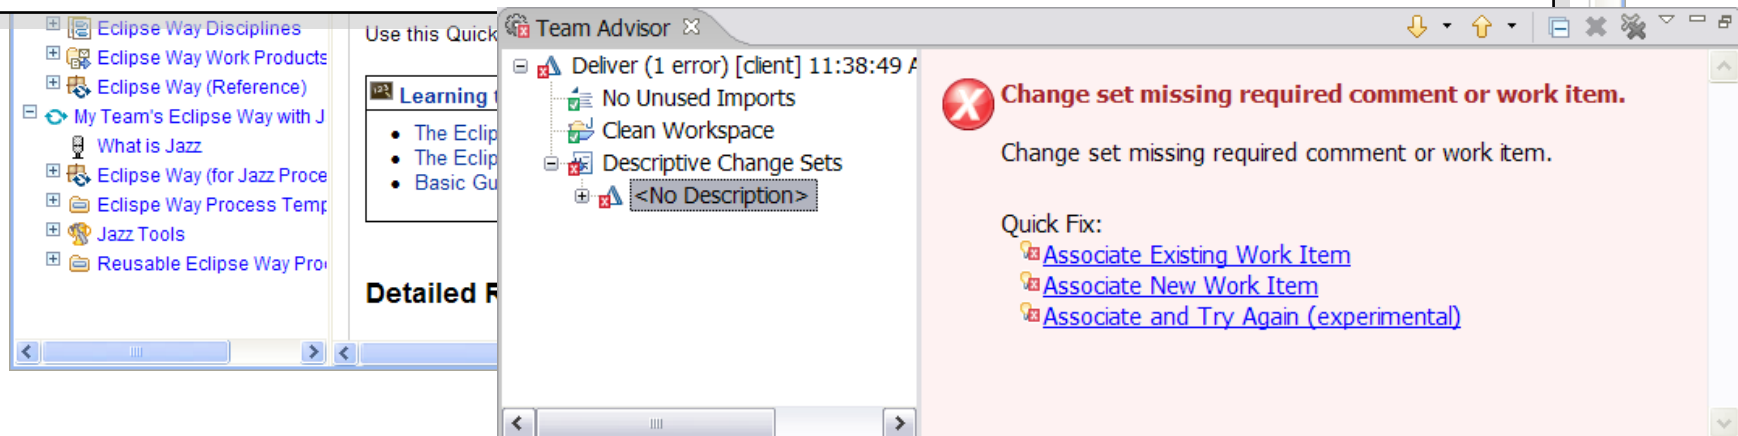 Eclipse Way Disciplines
Eclipse Way Work Products
Eclipse Way (Reference)
My Team's Eclipse Way with J
What is Jazz
Eclipse Way (for Jazz Proce
Eclispe Way Process Temp
Jazz Tools
Reusable Eclipse Way Pro
Use this Quick
Learning t
The Eclip
The Eclip
Basic Gu
Detailed R
Team Advisor
Deliver (1 error) [client] 11:38:49 A
No Unused Imports
Clean Workspace
Descriptive Change Sets
<No Description>
Change set missing required comment or work item.
Change set missing required comment or work item.
Quick Fix:
Associate Existing Work Item
Associate New Work Item
Associate and Try Again (experimental)